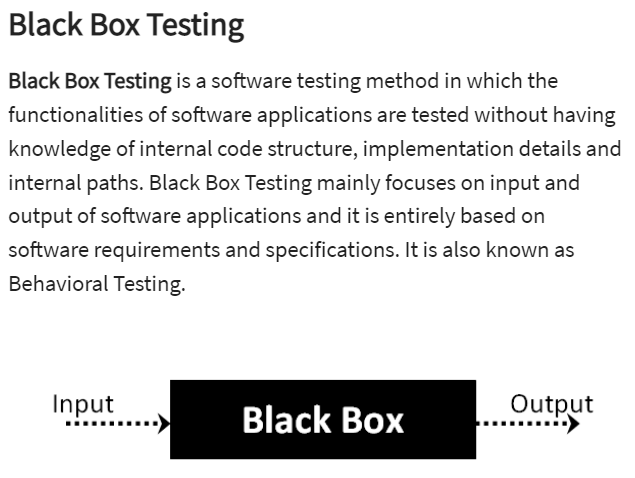 Black Box Testing
Black Box Testing is a software testing method in which the
functionalities of software applications are tested without having
knowledge of internal code structure, implementation details and
internal paths. Black Box Testing mainly focuses on input and
output of software applications and it is entirely based on
software requirements and specifications. It is also known as
Behavioral Testing.
Input
Black Box
Output